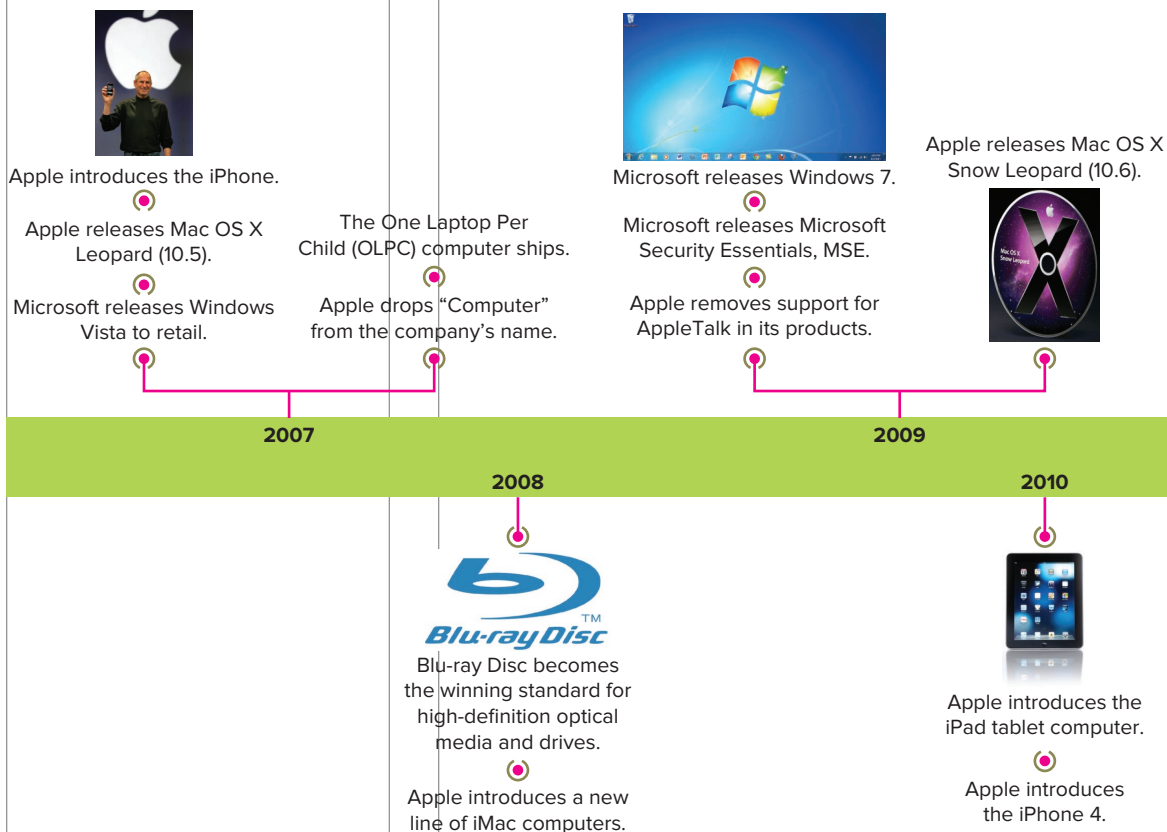 Apple introduces the iPhone.
Apple releases Mac OS X
Leopard (10.5).
Microsoft releases Windows
Vista to retail.
The One Laptop Per
Child (OLPC) computer ships.
Apple drops “Computer”
from the company’s name.
2007
2008
Blu-ray Disc
TM
Blu-ray Disc becomes
the winning standard for
high-definition optical
media and drives.
Apple introduces a new
line of iMac computers.
Microsoft releases Windows 7.
Microsoft releases Microsoft
Security Essentials, MSE.
Apple removes support for
AppleTalk in its products.
Apple releases Mac OS X
Snow Leopard (10.6).
Mac OS X
Snow Leopard
X
2009
2010
Apple introduces the
iPad tablet computer.
Apple introduces
the iPhone 4.